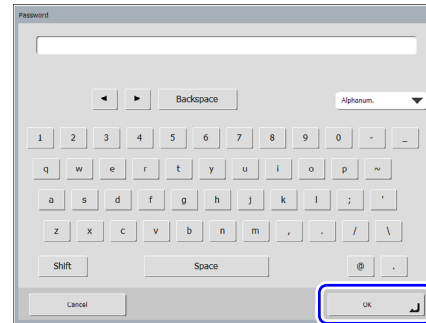 Password
◄ ► Backspace Alphanum. ▼
1 2 3 4 5 6 7 8 9 0 - _
q w e r t y u i o p ~
a s d f g h j k l ; '
z x c v b n m , . / \
Shift Space @ .
Cancel OK